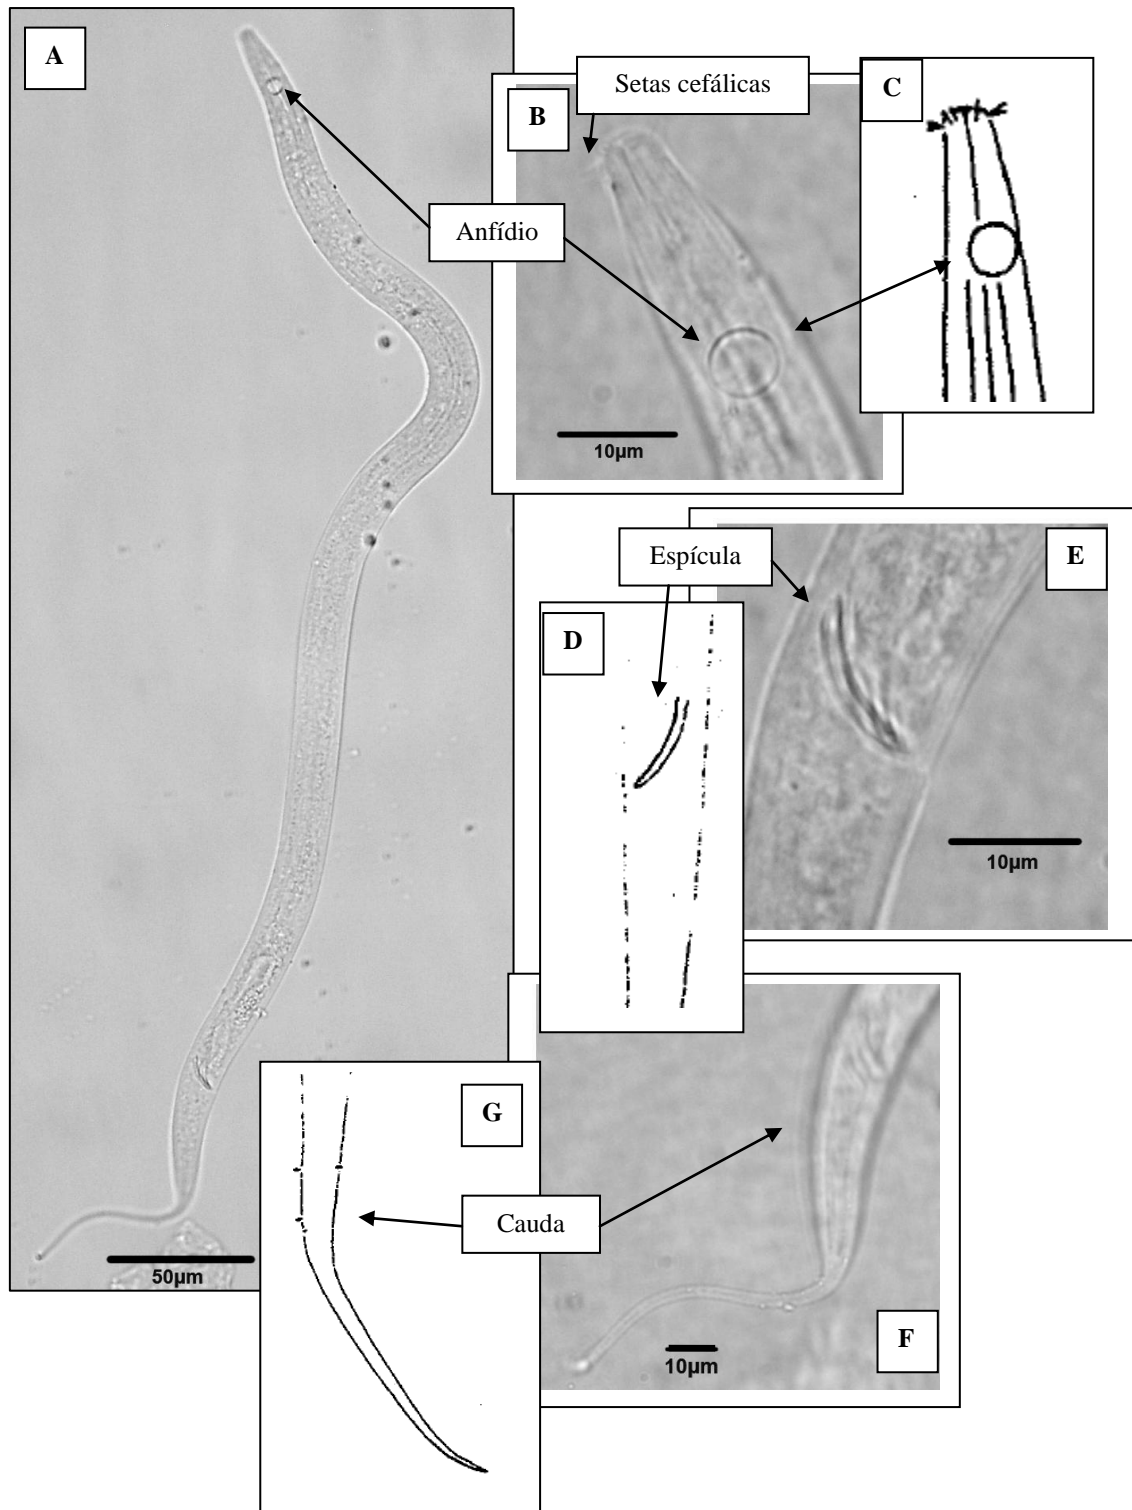 A
Setas cefálicas
B
C
Anfídio
10µm
Espícula
E
D
10µm
G
Cauda
50µm
F
10µm